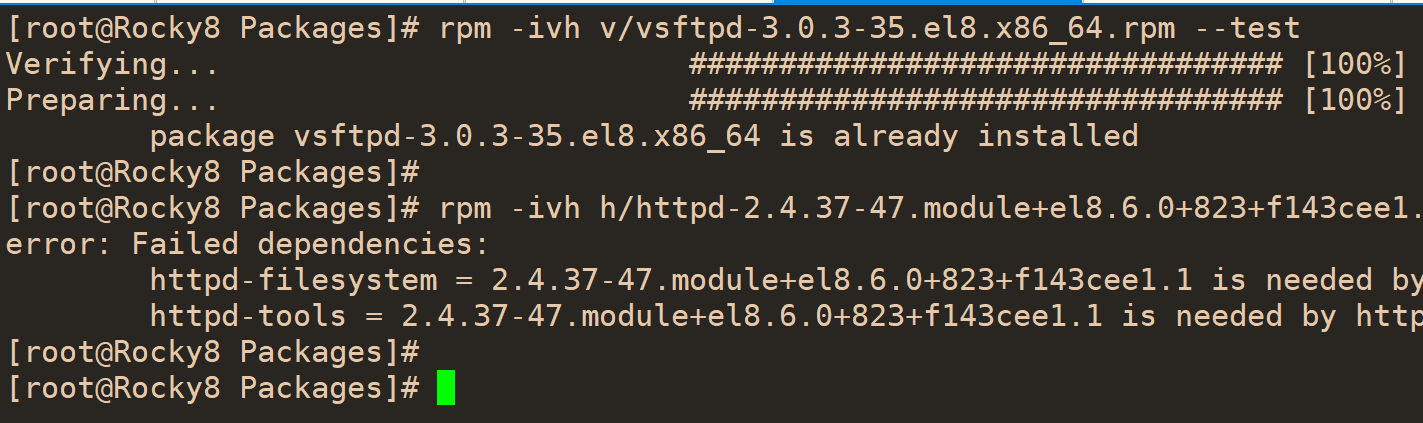 [root@Rocky8 Packages]# rpm -ivh v/vsftpd-3.0.3-35.el8.x86_64.rpm --test
Verifying... ################################# [100%]
Preparing... ################################# [100%]
package vsftpd-3.0.3-35.el8.x86_64 is already installed
[root@Rocky8 Packages]#
[root@Rocky8 Packages]# rpm -ivh h/httpd-2.4.37-47.module+el8.6.0+823+f143cee1.
error: Failed dependencies:
httpd-filesystem = 2.4.37-47.module+el8.6.0+823+f143cee1.1 is needed by
httpd-tools = 2.4.37-47.module+el8.6.0+823+f143cee1.1 is needed by http
[root@Rocky8 Packages]#
[root@Rocky8 Packages]#